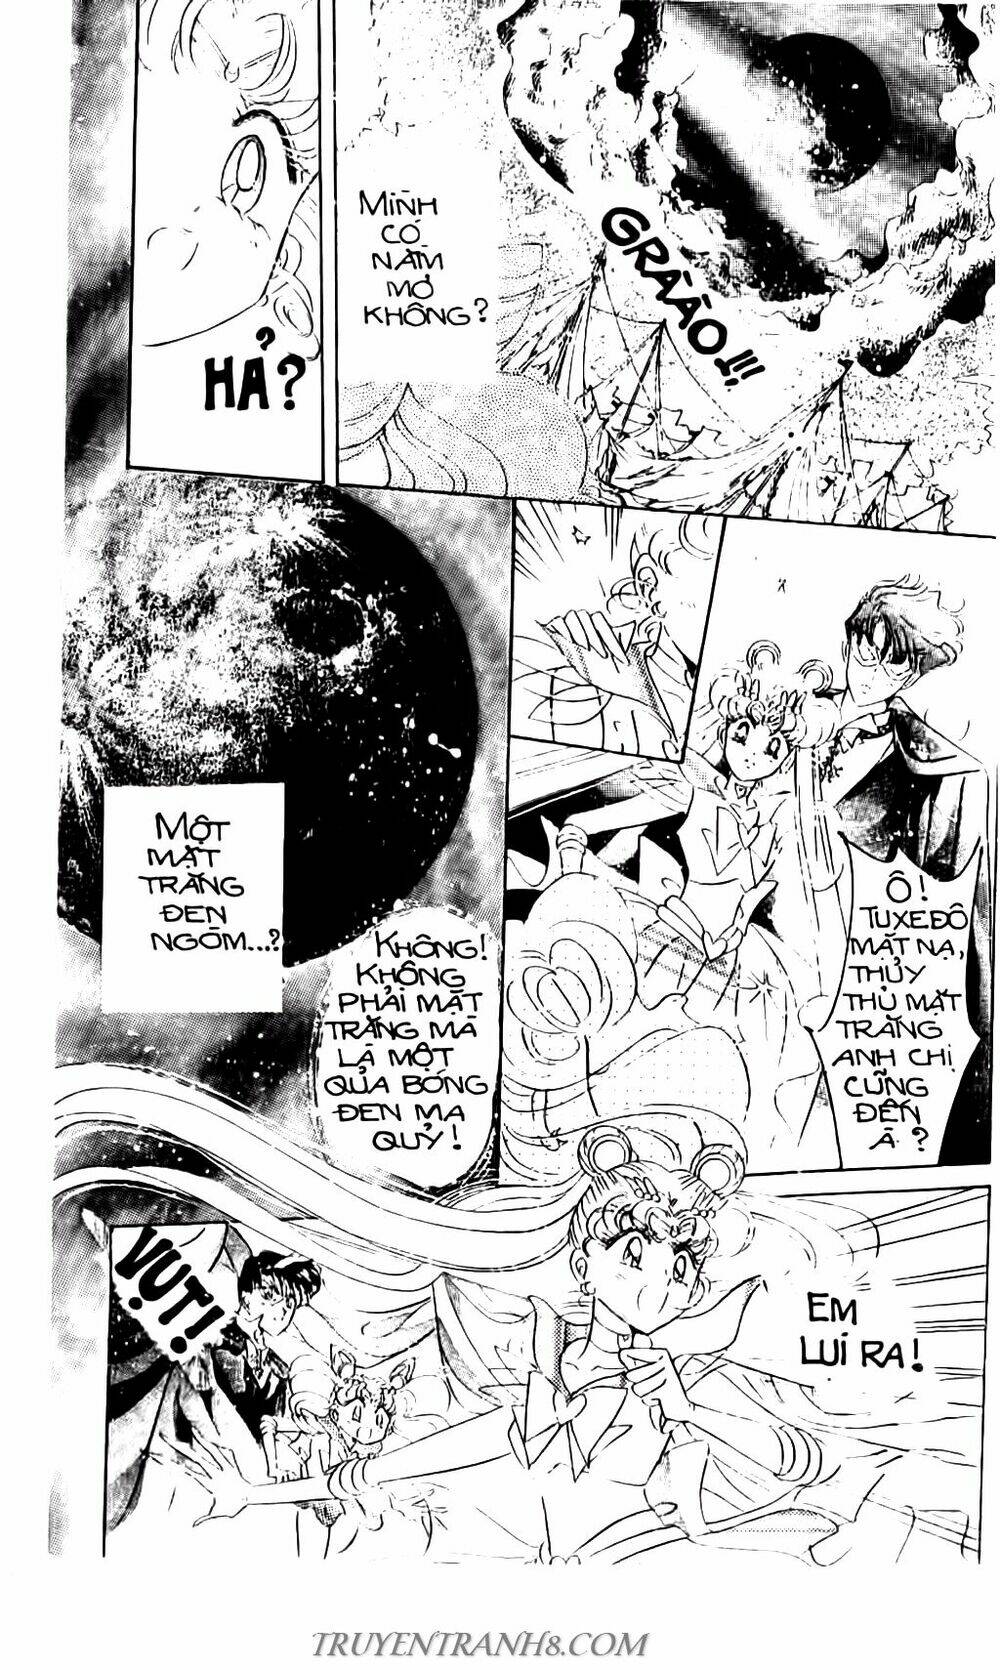 MÌNH
CÓ
NẰM
MƠ
KHÔNG?
GRÀÀO!!!
HẢ?
MỘT
MẶT
TRĂNG
ĐEN
NGÒM...?
KHÔNG!
KHÔNG
PHẢI MẶT
TRĂNG MÀ
LÀ MỘT
QỦA BÓNG
ĐEN MA
QUỶ!
Ô!
TUXEĐÔ
MẶT NẠ,
THỦY
THỦ MẶT
TRĂNG
ANH CHỊ
CŨNG
ĐẾN
À?
VỤT!
EM
LUI RA!
TRUYENTRANH8.COM